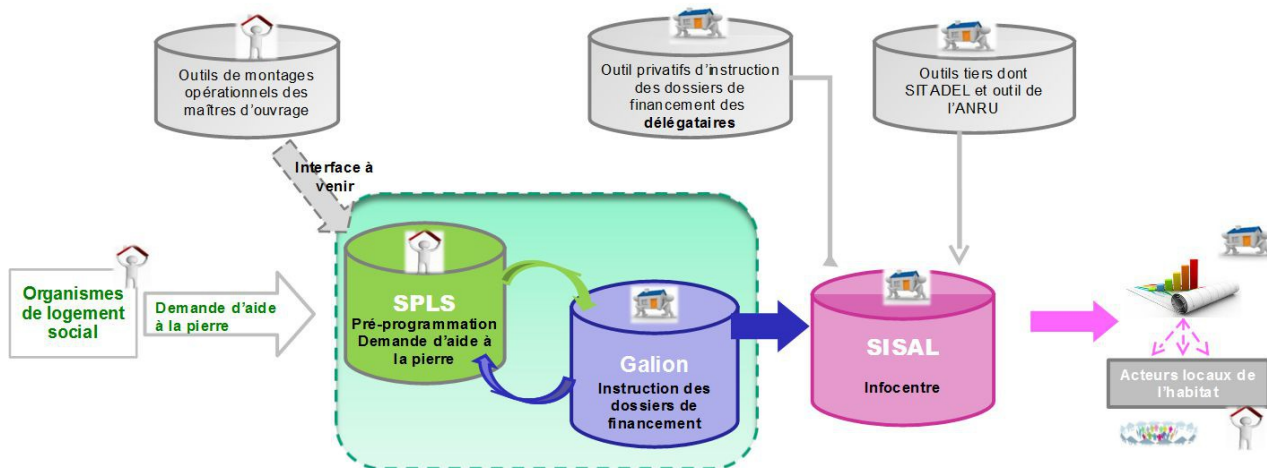 Outils de montages
opérationnels des
maîtres d'ouvrage
Outil privatifs d'instruction
des dossiers de
financement des
délégataires
Outils tiers dont
SITADEL et outil de
l'ANRU
Interface à
venir
Organismes
de logement
social
Demande d'aide
à la pierre
SPLS
Pré-programmation
Demande d'aide à
la pierre
Galion
Instruction des
dossiers de
financement
SISAL
Infocentre
Acteurs locaux de
l'habitat